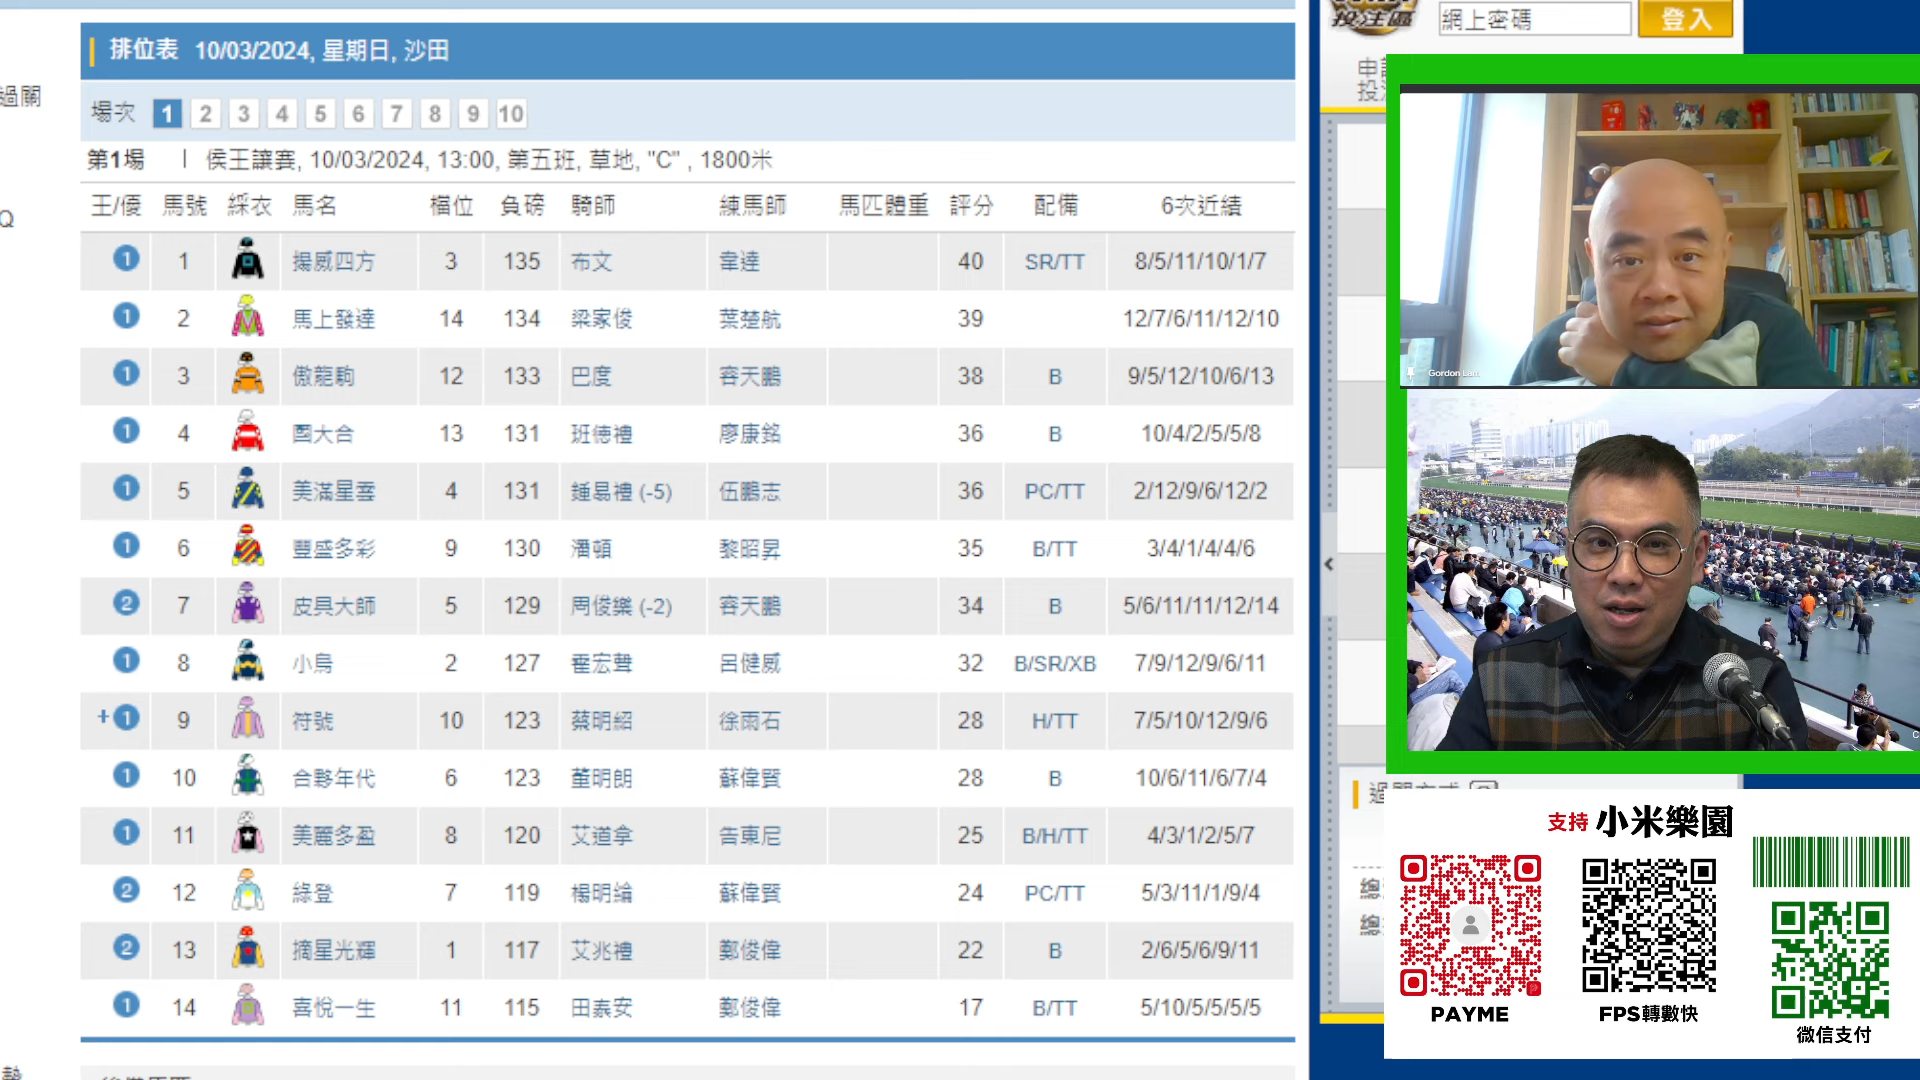 過關
Q
排位表 10/03/2024, 星期日, 沙田
場次 1 2 3 4 5 6 7 8 9 10
第1場 | 侯王讓賽, 10/03/2024, 13:00, 第五班, 草地, "C" , 1800米
王/優 馬號 綵衣 馬名 檔位 負磅 騎師 練馬師 馬匹體重 評分 配備 6次近績
1 1 揚威四方 3 135 布文 韋達 40 SR/TT 8/5/11/10/1/7
1 2 馬上發達 14 134 梁家俊 葉楚航 39 12/7/6/11/12/10
1 3 傲龍駒 12 133 巴度 容天鵬 38 B 9/5/12/10/6/13
1 4 團大合 13 131 班德禮 廖康銘 36 B 10/4/2/5/5/8
1 5 美滿星雲 4 131 鍾易禮 (-5) 伍鵬志 36 PC/TT 2/12/9/6/12/2
1 6 豐盛多彩 9 130 潘頓 黎昭昇 35 B/TT 3/4/1/4/4/6
2 7 皮具大師 5 129 周俊樂 (-2) 容天鵬 34 B 5/6/11/11/12/14
1 8 小鳥 2 127 霍宏聲 呂健威 32 B/SR/XB 7/9/12/9/6/11
+ 1 9 符號 10 123 蔡明紹 徐雨石 28 H/TT 7/5/10/12/9/6
1 10 合夥年代 6 123 董明朗 蘇偉賢 28 B 10/6/11/6/7/4
1 11 美麗多盈 8 120 艾道拿 告東尼 25 B/H/TT 4/3/1/2/5/7
2 12 綠登 7 119 楊明綸 蘇偉賢 24 PC/TT 5/3/11/1/9/4
2 13 摘星光輝 1 117 艾兆禮 鄭俊偉 22 B 2/6/5/6/9/11
1 14 喜悅一生 11 115 田泰安 鄭俊偉 17 B/TT 5/10/5/5/5/5
投注區
網上密碼
登入
Gordon Lam
支持 小米樂園
PAYME
FPS轉數快
微信支付